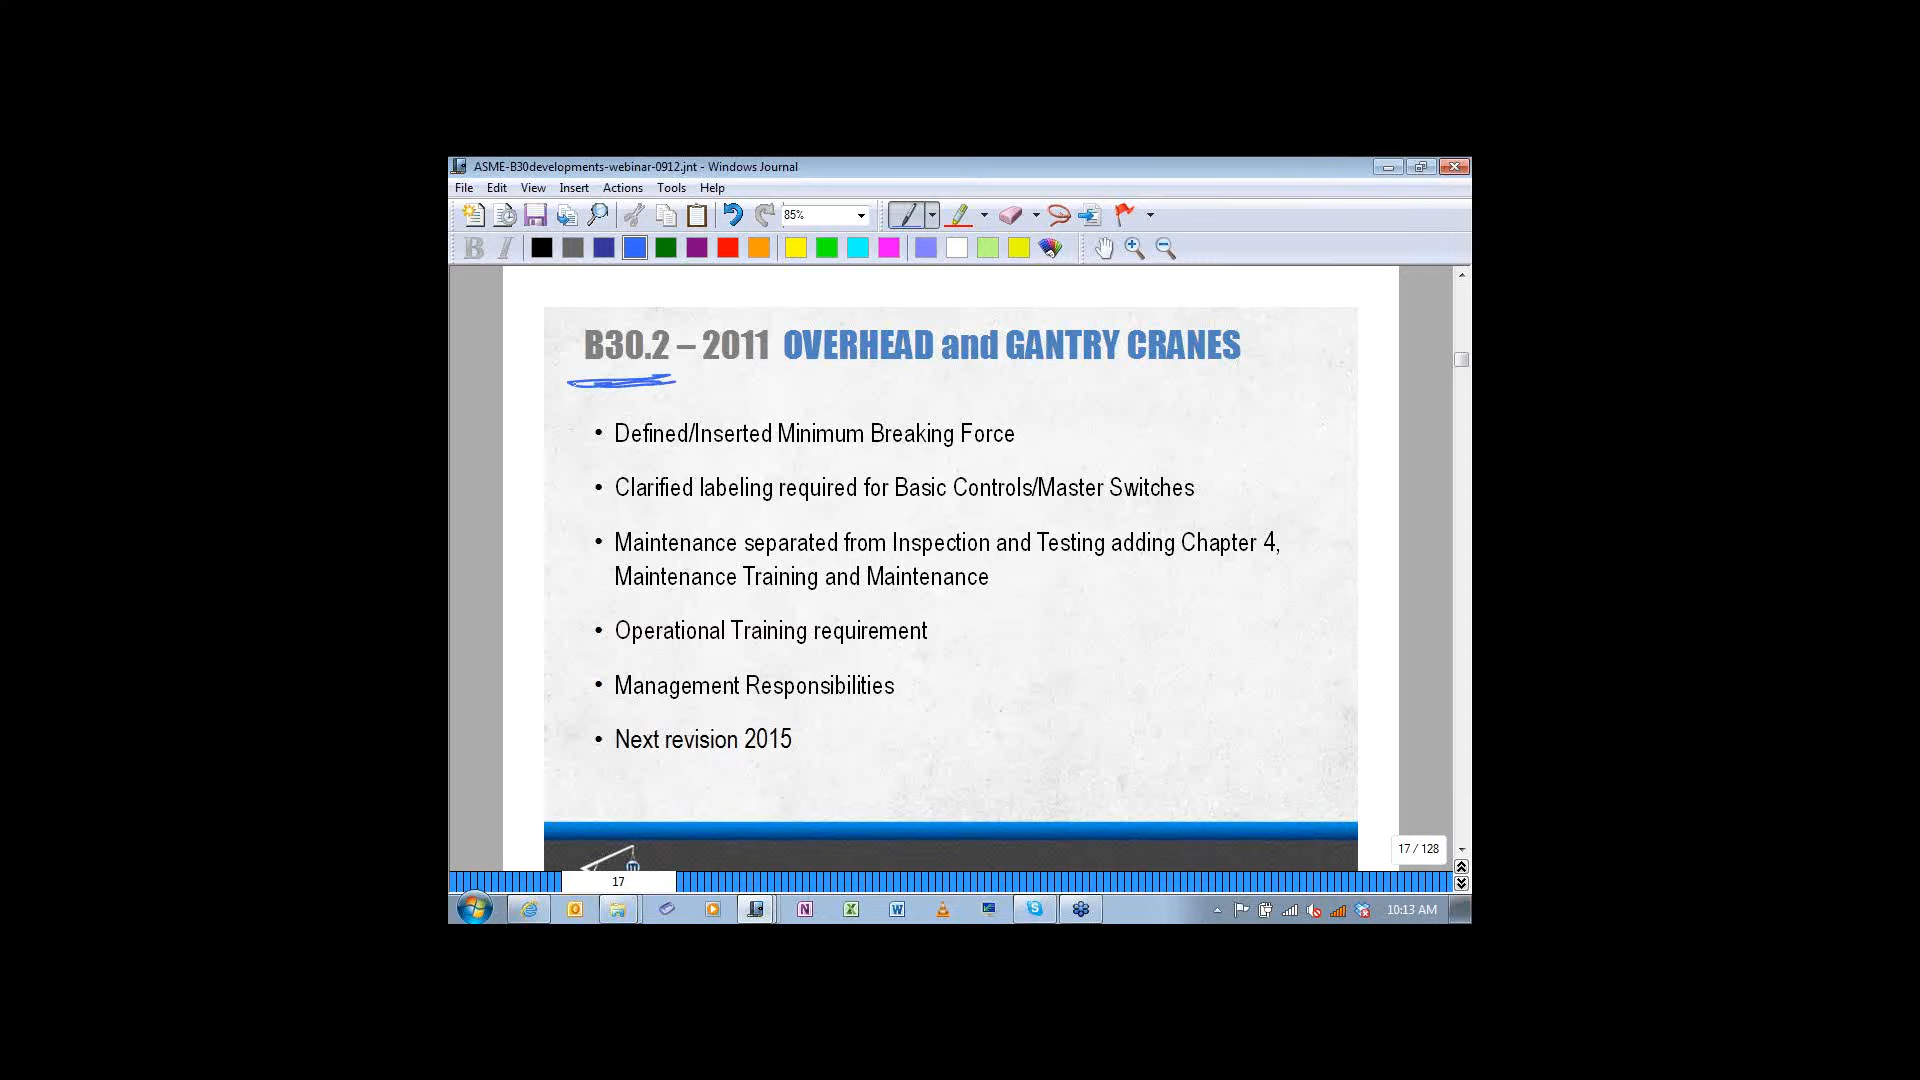 ASME-B30developments-webinar-0912.jnt - Windows Journal
File Edit View Insert Actions Tools Help
85%
B I
B30.2 – 2011 OVERHEAD and GANTRY CRANES
• Defined/Inserted Minimum Breaking Force
• Clarified labeling required for Basic Controls/Master Switches
• Maintenance separated from Inspection and Testing adding Chapter 4,
Maintenance Training and Maintenance
• Operational Training requirement
• Management Responsibilities
• Next revision 2015
17 / 128
17
10:13 AM